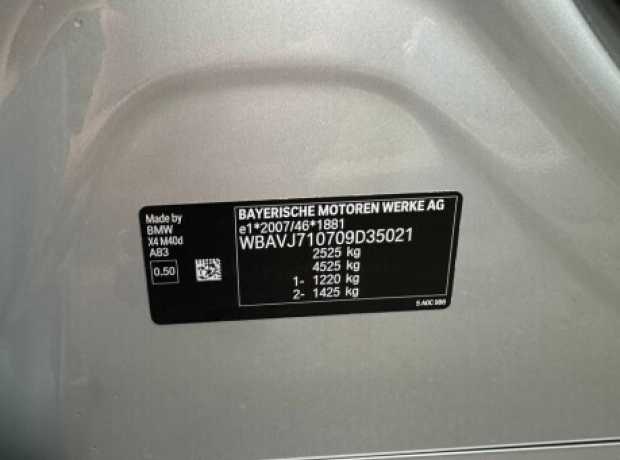 Made by
BMW
X4 M40d
A83
0.50
BAYERISCHE MOTOREN WERKE AG
e1*2007/46*1881
WBAVJ710709D35021
2525 kg
4525 kg
1- 1220 kg
2- 1425 kg